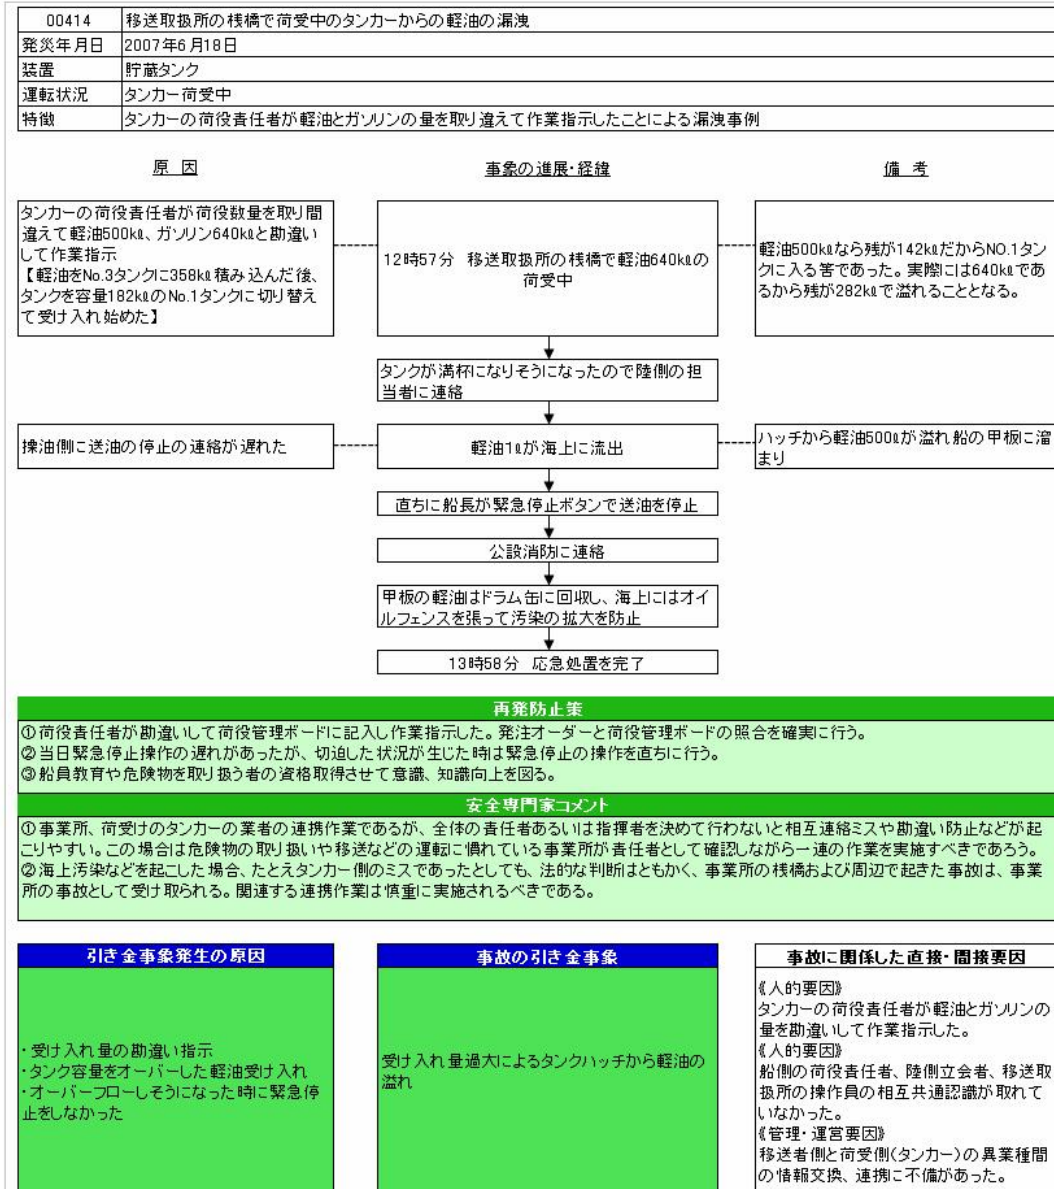 00414 移送取扱所の桟橋で荷受中のタンカーからの軽油の漏洩
発災年月日 2007年6月18日
装置 貯蔵タンク
運転状況 タンカー荷受中
特徴 タンカーの荷役責任者が軽油とガソリンの量を取り違えて作業指示したことによる漏洩事例
原 因
事象の進展・経緯
備 考
タンカーの荷役責任者が荷役数量を取り間
違えて軽油500kℓ、ガソリン640kℓと勘違い
して作業指示
【軽油をNo.3タンクに358kℓ積み込んだ後、
タンクを容量182kℓのNo.1タンクに切り替え
て受け入れ始めた】
12時57分 移送取扱所の桟橋で軽油640kℓの
荷受中
軽油500kℓなら残が142kℓだからNO.1タン
クに入る筈であった。実際には640kℓであ
るから残が282kℓで溢れることとなる。
タンクが満杯になりそうになったので陸側の担
当者に連絡
操油側に送油の停止の連絡が遅れた
軽油1ℓが海上に流出
ハッチから軽油500ℓが溢れ船の甲板に溜
まり
直ちに船長が緊急停止ボタンで送油を停止
公設消防に連絡
甲板の軽油はドラム缶に回収し、海上にはオイ
ルフェンスを張って汚染の拡大を防止
13時58分 応急処置を完了
再発防止策
①荷役責任者が勘違いして荷役管理ボードに記入し作業指示した。発注オーダーと荷役管理ボードの照合を確実に行う。
②当日緊急停止操作の遅れがあったが、切迫した状況が生じた時は緊急停止の操作を直ちに行う。
③船員教育や危険物を取り扱う者の資格取得させて意識、知識向上を図る。
安全専門家コメント
①事業所、荷受けのタンカーの業者の連携作業であるが、全体の責任者あるいは指揮者を決めて行わないと相互連絡ミスや勘違い防止などが起
こりやすい。この場合は危険物の取り扱いや移送などの運転に慣れている事業所が責任者として確認しながら一連の作業を実施すべきであろう。
②海上汚染などを起こした場合、たとえタンカー側のミスであったとしても、法的な判断はともかく、事業所の桟橋および周辺で起きた事故は、事業
所の事故として受け取られる。関連する連携作業は慎重に実施されるべきである。
引き金事象発生の原因
・受け入れ量の勘違い指示
・タンク容量をオーバーした軽油受け入れ
・オーバーフローしそうになった時に緊急停
止をしなかった
事故の引き金事象
受け入れ量過大によるタンクハッチから軽油の
溢れ
事故に関係した直接・間接要因
《人的要因》
タンカーの荷役責任者が軽油とガソリンの
量を勘違いして作業指示した。
《人的要因》
船側の荷役責任者、陸側立会者、移送取
扱所の操作員の相互共通認識が取れて
いなかった。
《管理・運営要因》
移送者側と荷受側(タンカー)の異業種間
の情報交換、連携に不備があった。